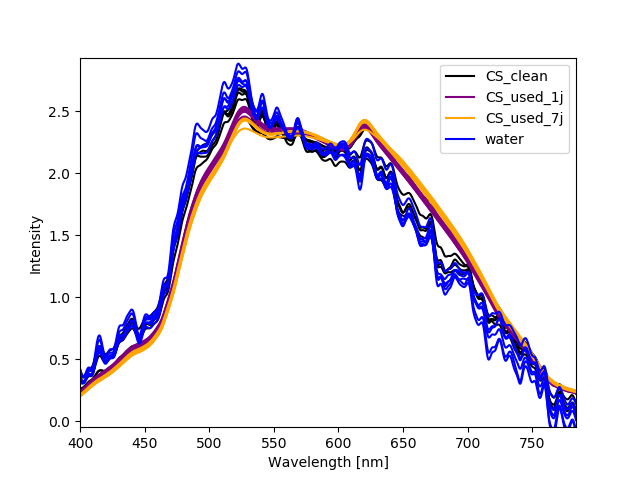 CS_clean
CS_used_1j
CS_used_7j
water
Intensity
2.5
2.0
1.5
1.0
0.5
0.0
400 450 500 550 600 650 700 750
Wavelength [nm]